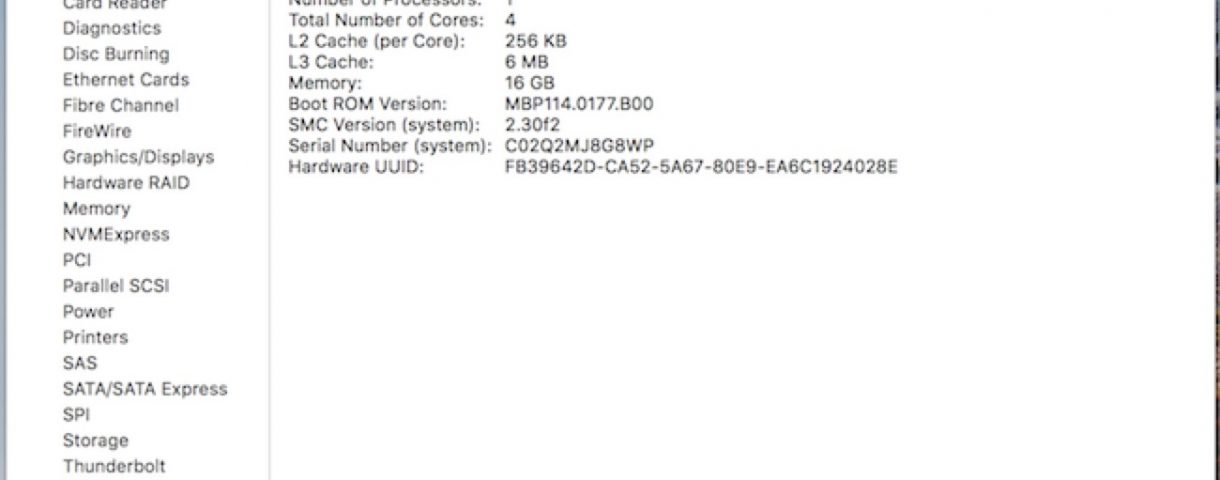 Card Reader
Diagnostics
Disc Burning
Ethernet Cards
Fibre Channel
FireWire
Graphics/Displays
Hardware RAID
Memory
NVMExpress
PCI
Parallel SCSI
Power
Printers
SAS
SATA/SATA Express
SPI
Storage
Thunderbolt
Number of Processors: 1
Total Number of Cores: 4
L2 Cache (per Core): 256 KB
L3 Cache: 6 MB
Memory: 16 GB
Boot ROM Version: MBP114.0177.B00
SMC Version (system): 2.30f2
Serial Number (system): C02Q2MJ8G8WP
Hardware UUID: FB39642D-CA52-5A67-80E9-EA6C1924028E